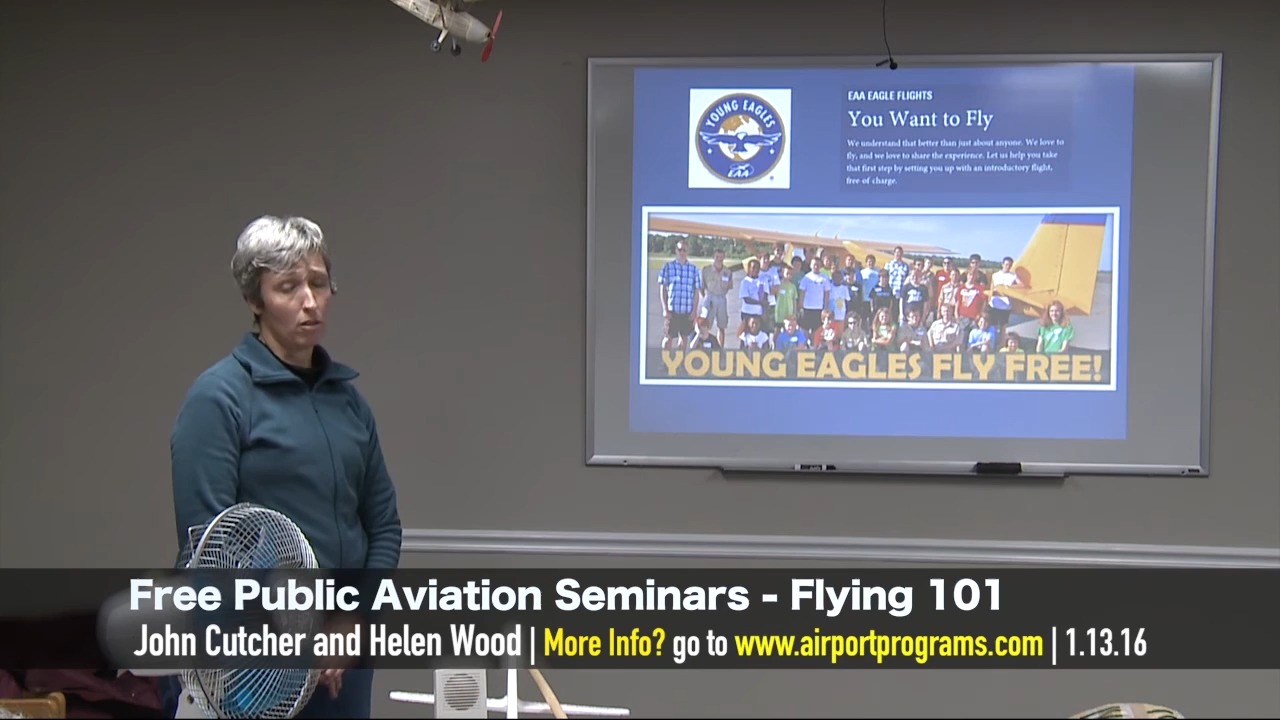 YOUNG EAGLES
EAA
EAA EAGLE FLIGHTS
You Want to Fly
We understand that better than just about anyone. We love to
fly, and we love to share the experience. Let us help you take
that first step by setting you up with an introductory flight,
free of charge.
YOUNG EAGLES FLY FREE!
Free Public Aviation Seminars - Flying 101
John Cutcher and Helen Wood | More Info? go to www.airportprograms.com | 1.13.16